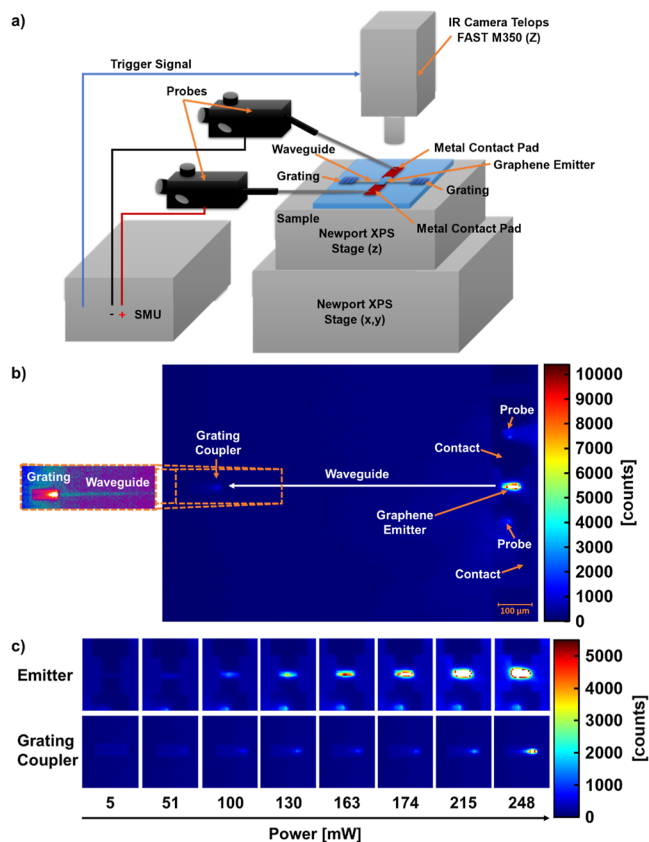 a)
IR Camera Telops
FAST M350 (Z)
Trigger Signal
Probes
Waveguide
Metal Contact Pad
Grating
Graphene Emitter
Grating
Sample
Metal Contact Pad
Newport XPS
Stage (z)
- + SMU
Newport XPS
Stage (x,y)
b)
10000
9000
8000
7000
6000
5000
4000
3000
2000
1000
0
[counts]
Probe
Grating
Coupler
Contact
Grating
Waveguide
Waveguide
Graphene
Emitter
Probe
Contact
100 µm
c)
Emitter
Grating
Coupler
5000
4000
3000
2000
1000
0
[counts]
5 51 100 130 163 174 215 248
Power [mW]